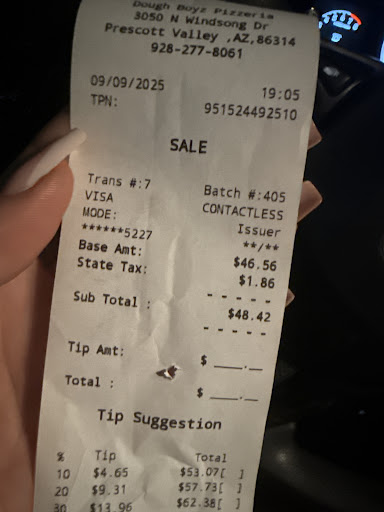 Dough Boyz Pizzeria
3050 N Windsong Dr
Prescott Valley ,AZ,86314
928-277-8061
09/09/2025 19:05
TPN: 951524492510
SALE
Trans #:7 Batch #:405
VISA CONTACTLESS
MODE: Issuer
******5227 **/**
Base Amt: $46.56
State Tax: $1.86
- - - - -
Sub Total : $48.42
- - - - -
Tip Amt: $ ____.__
Total : $ ____.__
Tip Suggestion
% Tip Total
10 $4.65 $53.07[ ]
20 $9.31 $57.73[ ]
30 $13.96 $62.38[ ]